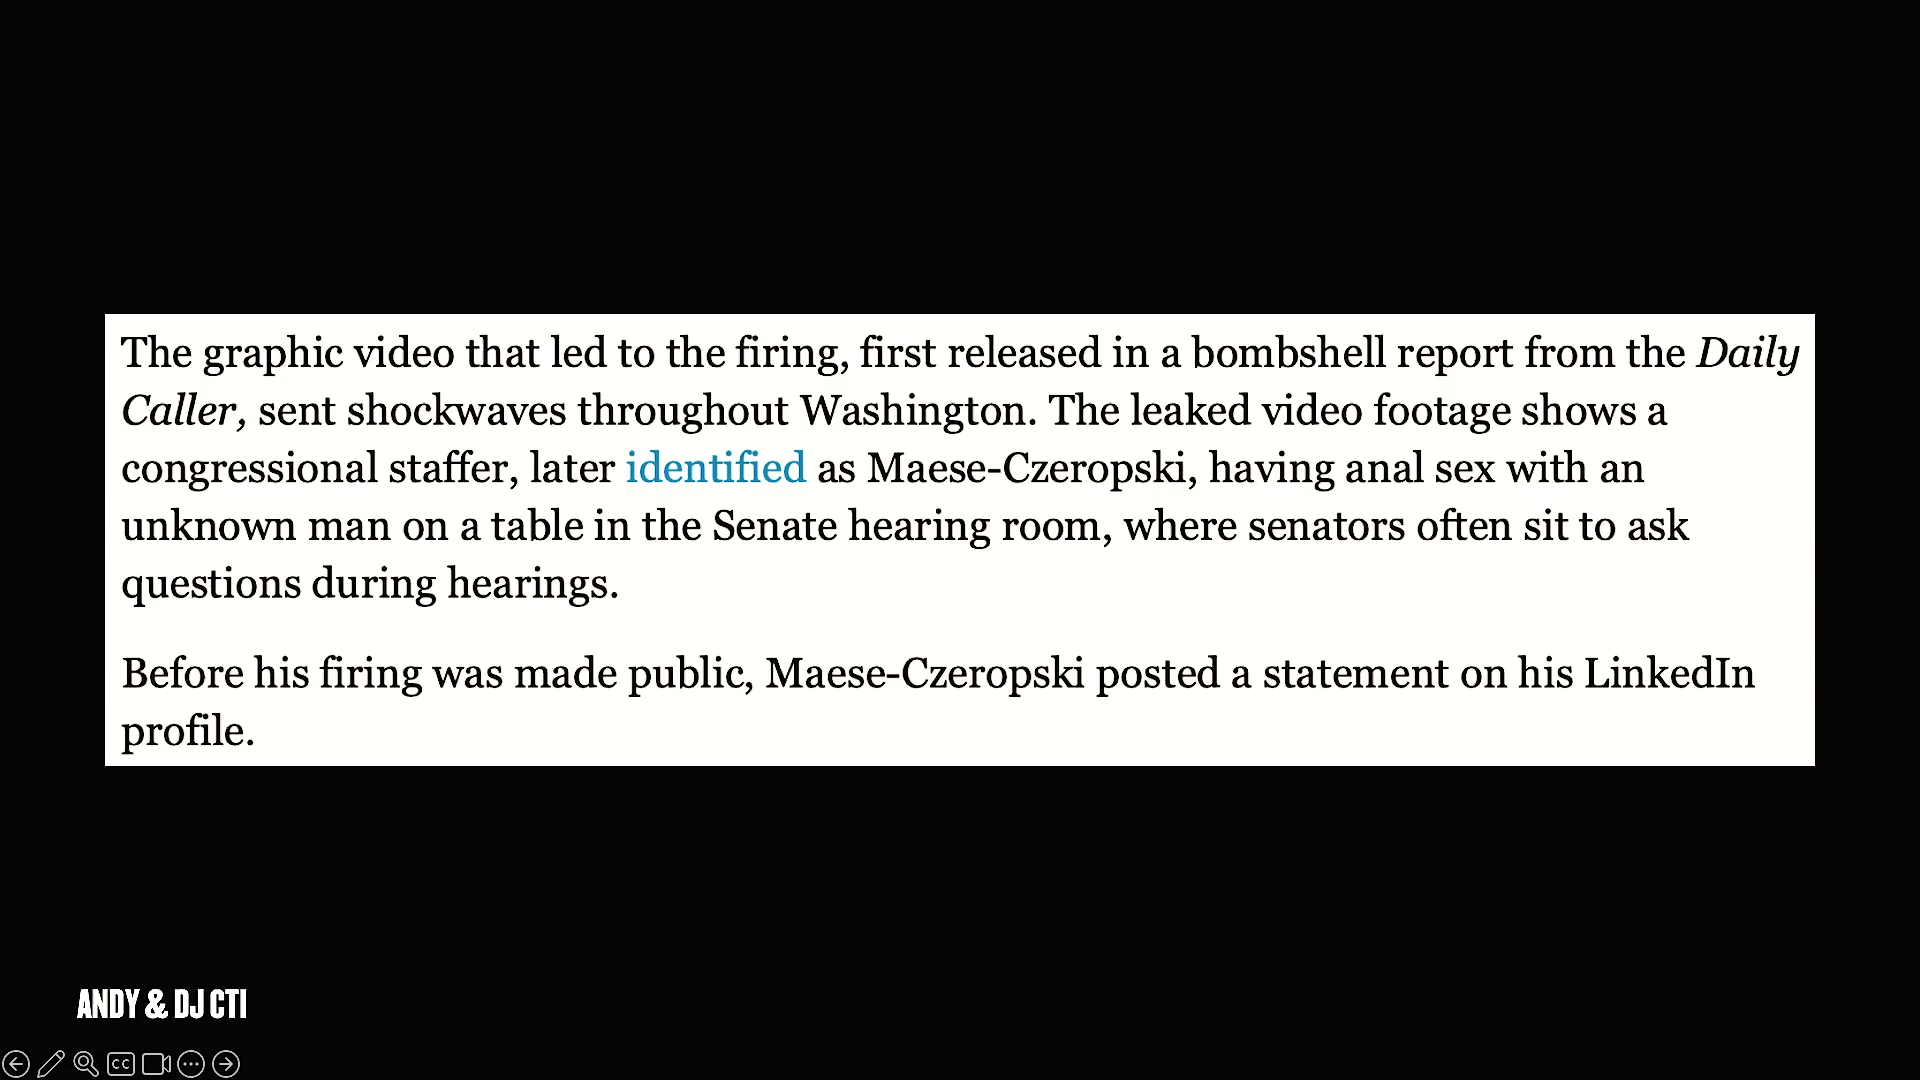 The graphic video that led to the firing, first released in a bombshell report from the Daily
Caller, sent shockwaves throughout Washington. The leaked video footage shows a
congressional staffer, later identified as Maese-Czeropski, having anal sex with an
unknown man on a table in the Senate hearing room, where senators often sit to ask
questions during hearings.
Before his firing was made public, Maese-Czeropski posted a statement on his LinkedIn
profile.
ANDY & DJ CTI
CC